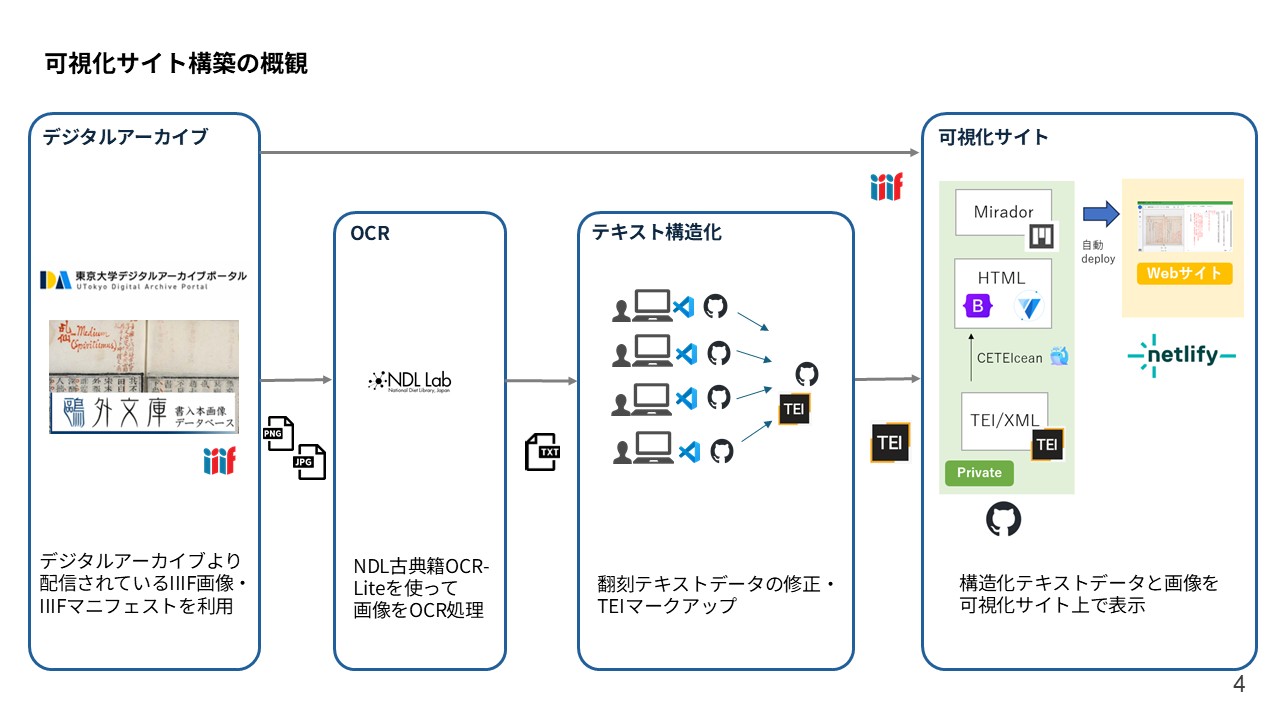 可視化サイト構築の概観
デジタルアーカイブ
東京大学デジタルアーカイブポータル
UTokyo Digital Archive Portal
乩仙
Medium
(Spiritismus)
鷗外文庫
書入本画像
データベース
iiif
デジタルアーカイブより
配信されているIIIF画像・
IIIFマニフェストを利用
PNG
JPG
OCR
NDL Lab
National Diet Library, Japan
NDL古典籍OCR-
Liteを使って
画像をOCR処理
TXT
テキスト構造化
TEI
翻刻テキストデータの修正・
TEIマークアップ
iiif
TEI
可視化サイト
Mirador
HTML
B
CETEIcean
TEI/XML
TEI
Private
自動
deploy
Webサイト
netlify
構造化テキストデータと画像を
可視化サイト上で表示
4